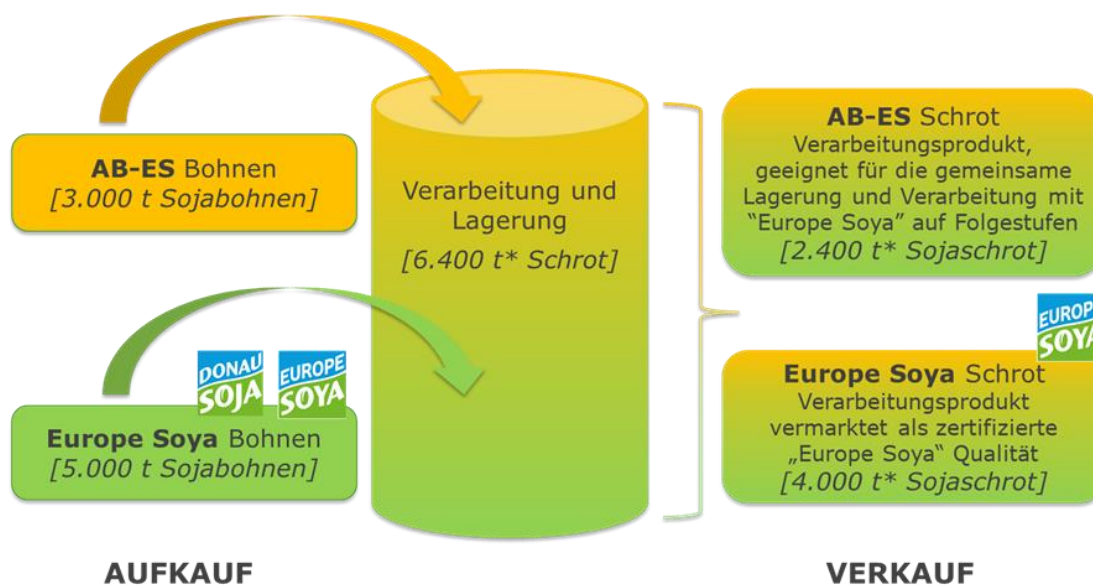 AB-ES Bohnen
[3.000 t Sojabohnen]
DONAU
SOJA
EUROPE
SOYA
Europe Soya Bohnen
[5.000 t Sojabohnen]
AUFKAUF
Verarbeitung und
Lagerung
[6.400 t* Schrot]
AB-ES Schrot
Verarbeitungsprodukt,
geeignet für die gemeinsame
Lagerung und Verarbeitung mit
“Europe Soya” auf Folgestufen
[2.400 t* Sojaschrot]
EUROP
SOYA
Europe Soya Schrot
Verarbeitungsprodukt
vermarktet als zertifizierte
„Europe Soya“ Qualität
[4.000 t* Sojaschrot]
VERKAUF